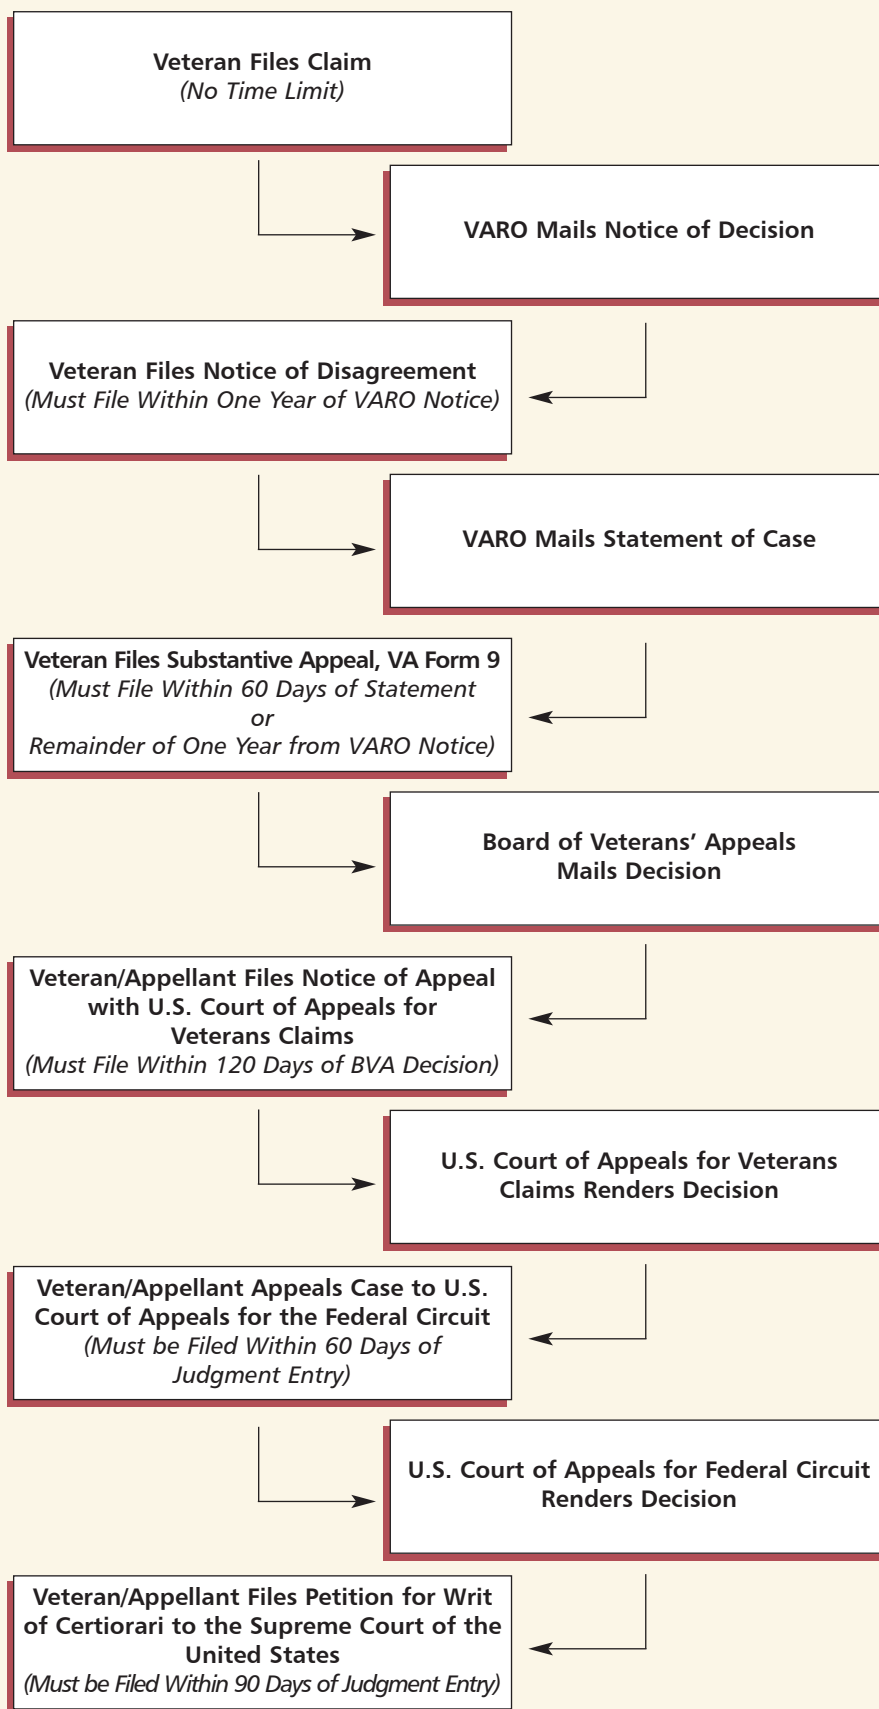 Veteran Files Claim
(No Time Limit)
VARO Mails Notice of Decision
Veteran Files Notice of Disagreement
(Must File Within One Year of VARO Notice)
VARO Mails Statement of Case
Veteran Files Substantive Appeal, VA Form 9
(Must File Within 60 Days of Statement
or
Remainder of One Year from VARO Notice)
Board of Veterans’ Appeals
Mails Decision
Veteran/Appellant Files Notice of Appeal
with U.S. Court of Appeals for
Veterans Claims
(Must File Within 120 Days of BVA Decision)
U.S. Court of Appeals for Veterans
Claims Renders Decision
Veteran/Appellant Appeals Case to U.S.
Court of Appeals for the Federal Circuit
(Must be Filed Within 60 Days of
Judgment Entry)
U.S. Court of Appeals for Federal Circuit
Renders Decision
Veteran/Appellant Files Petition for Writ
of Certiorari to the Supreme Court of the
United States
(Must be Filed Within 90 Days of Judgment Entry)